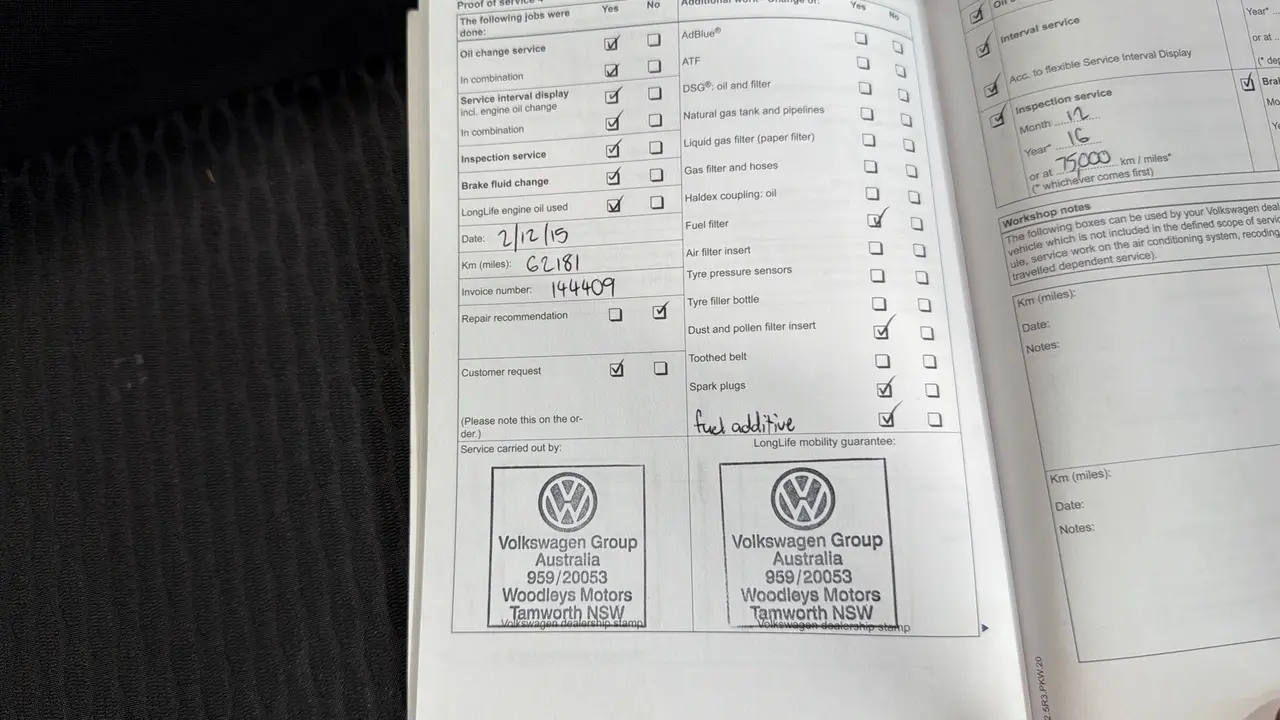 Proof of service
Yes No
The following jobs were
done:
Oil change service
In combination
Service interval display
incl. engine oil change
In combination
Inspection service
Brake fluid change
LongLife engine oil used
Date: 2/12/15
Km (miles): 62181
Invoice number: 144409
Repair recommendation
Customer request
(Please note this on the or-
der.)
Service carried out by:
Volkswagen Group
Australia
959/20053
Woodleys Motors
Tamworth NSW
Volkswagen dealership stamp
Yes No
AdBlue®
ATF
DSG®: oil and filter
Natural gas tank and pipelines
Liquid gas filter (paper filter)
Gas filter and hoses
Haldex coupling: oil
Fuel filter
Air filter insert
Tyre pressure sensors
Tyre filler bottle
Dust and pollen filter insert
Toothed belt
Spark plugs
fuel additive
LongLife mobility guarantee:
Volkswagen Group
Australia
959/20053
Woodleys Motors
Tamworth NSW
Volkswagen dealership stamp
Interval service
Acc. to flexible Service Interval Display
Inspection service
Month 12
Year* 16
or at 75000 km / miles*
(* whichever comes first)
Year*
or at
Workshop notes
The following boxes can be used by your Volkswagen
vehicle which is not included in the defined scope of
service work on the air conditioning system, recoding,
travelled dependent service).
Km (miles):
Date:
Notes:
Km (miles):
Date:
Notes: